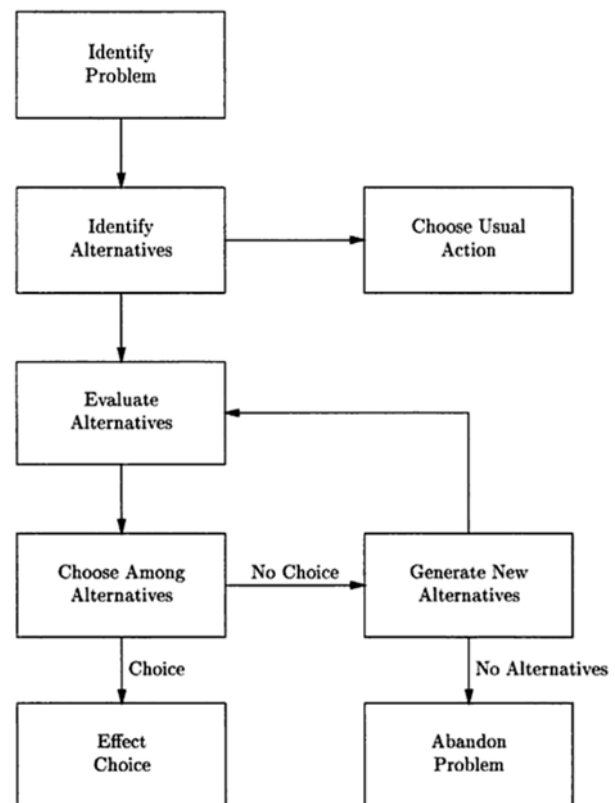 Identify
Problem
Identify
Alternatives
Choose Usual
Action
Evaluate
Alternatives
Choose Among
Alternatives
No Choice
Generate New
Alternatives
Choice
No Alternatives
Effect
Choice
Abandon
Problem